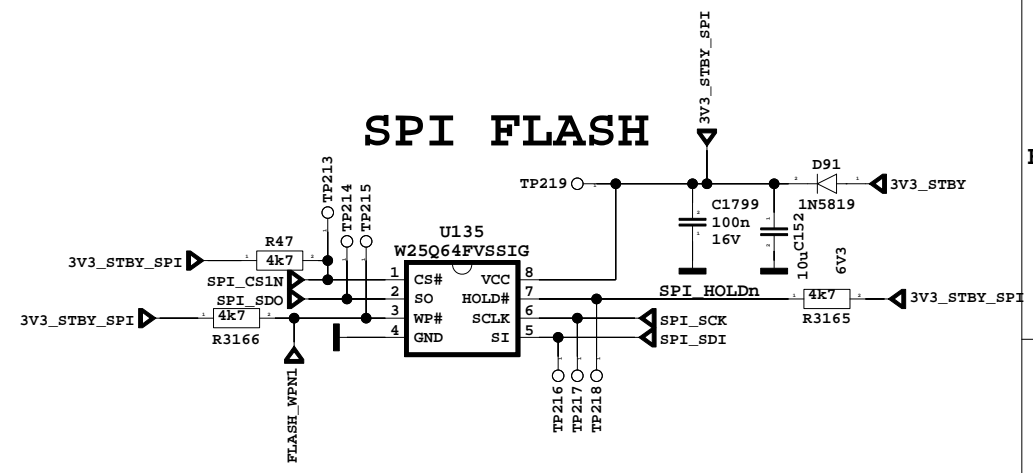 3V3_STBY_SPI
SPI FLASH
TP213
TP214
TP215
TP219
D91
3V3_STBY
1N5819
C1799
100n
16V
10u
C152
6V3
R47
4k7
3V3_STBY_SPI
SPI_CS1N
SPI_SDO
3V3_STBY_SPI
4k7
R3166
FLASH_WPN1
U135
W25Q64FVSSIG
1 CS# VCC 8
2 SO HOLD# 7
3 WP# SCLK 6
4 GND SI 5
SPI_HOLDn
4k7
R3165
3V3_STBY_SPI
SPI_SCK
SPI_SDI
TP216
TP217
TP218